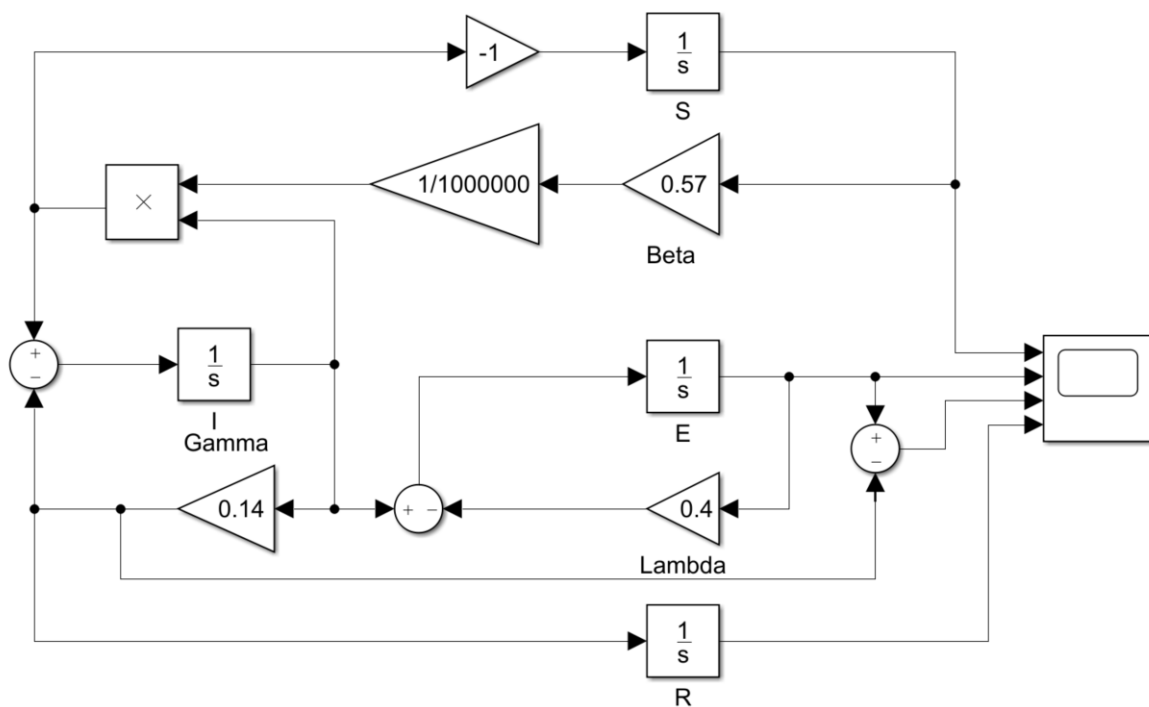 -1
1
s
S
1/1000000
0.57
×
Beta
+
−
1
s
I
Gamma
1
s
E
+
−
0.14
+ −
0.4
Lambda
1
s
R